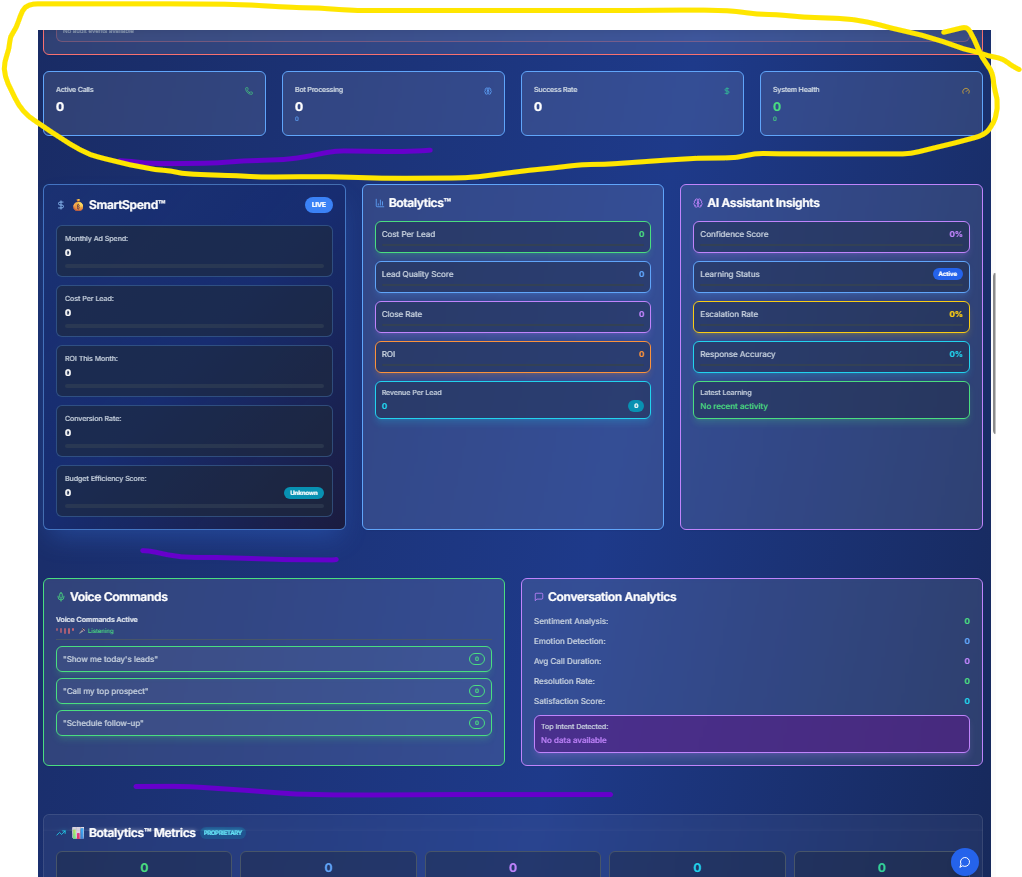 No audit events available
Active Calls
0
Bot Processing
0
0
Success Rate
$
0
System Health
0
0
$ 💰 SmartSpend™ LIVE
Monthly Ad Spend:
0
Cost Per Lead:
0
ROI This Month:
0
Conversion Rate:
0
Budget Efficiency Score:
0 Unknown
Botalytics™
Cost Per Lead 0
Lead Quality Score 0
Close Rate 0
ROI 0
Revenue Per Lead
0 0
AI Assistant Insights
Confidence Score 0%
Learning Status Active
Escalation Rate 0%
Response Accuracy 0%
Latest Learning
No recent activity
Voice Commands
Voice Commands Active
🎤 Listening
"Show me today's leads" 0
"Call my top prospect" 0
"Schedule follow-up" 0
Conversation Analytics
Sentiment Analysis: 0
Emotion Detection: 0
Avg Call Duration: 0
Resolution Rate: 0
Satisfaction Score: 0
Top Intent Detected:
No data available
📊 Botalytics™ Metrics PROPRIETARY
0 0 0 0 0